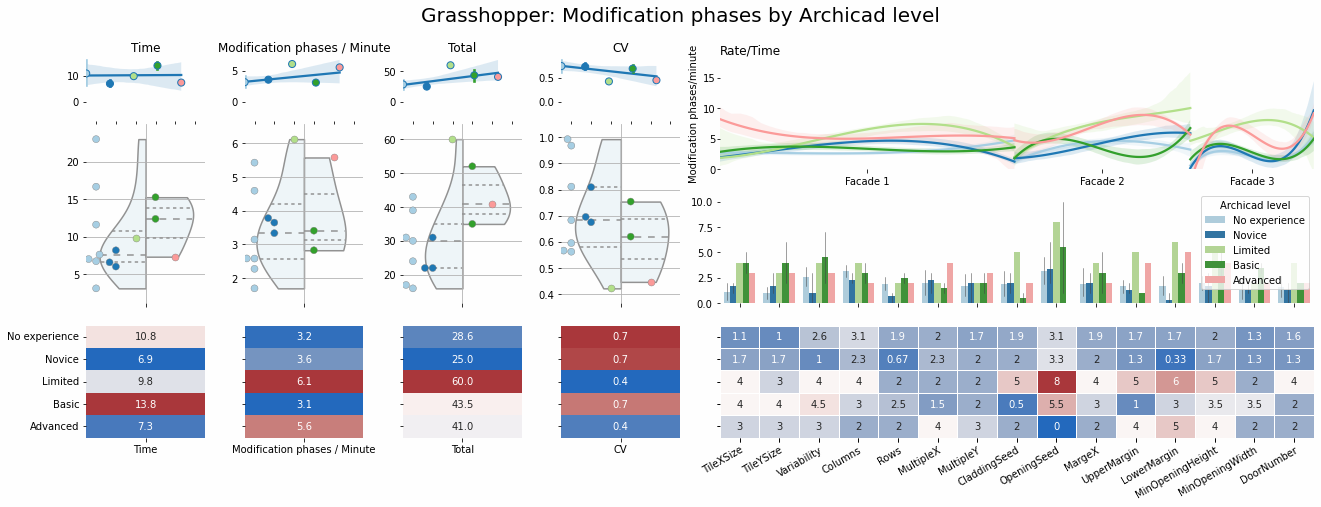 Grasshopper: Modification phases by Archicad level
Time
Modification phases / Minute
Total
CV
Rate/Time
10
0
5
0
50
0
0.5
0.0
Modification phases/minute
15
10
5
0
Facade 1
Facade 2
Facade 3
20
15
10
5
6
5
4
3
2
60
50
40
30
20
1.0
0.9
0.8
0.7
0.6
0.5
0.4
10.0
7.5
5.0
2.5
0.0
Archicad level
No experience
Novice
Limited
Basic
Advanced
No experience 10.8 3.2 28.6 0.7 1.1 1 2.6 3.1 1.9 2 1.7 1.9 3.1 1.9 1.7 1.7 2 1.3 1.6
Novice 6.9 3.6 25.0 0.7 1.7 1.7 1 2.3 0.67 2.3 2 2 3.3 2 1.3 0.33 1.7 1.3 1.3
Limited 9.8 6.1 60.0 0.4 4 3 4 4 2 2 2 5 8 4 5 6 5 2 4
Basic 13.8 3.1 43.5 0.7 4 4 4.5 3 2.5 1.5 2 0.5 5.5 3 1 3 3.5 3.5 2
Advanced 7.3 5.6 41.0 0.4 3 3 3 2 2 4 3 2 0 2 4 5 4 2 2
Time
Modification phases / Minute
Total
CV
TileXSize
TileYSize
Variability
Columns
Rows
MultipleX
MultipleY
CladdingSeed
OpeningSeed
MargeX
UpperMargin
LowerMargin
MinOpeningHeight
MinOpeningWidth
DoorNumber